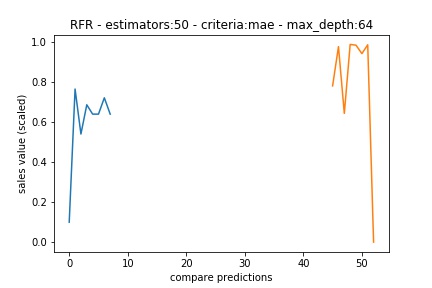 RFR - estimators:50 - criteria:mae - max_depth:64
1.0
0.8
0.6
0.4
0.2
0.0
sales value (scaled)
0 10 20 30 40 50
compare predictions